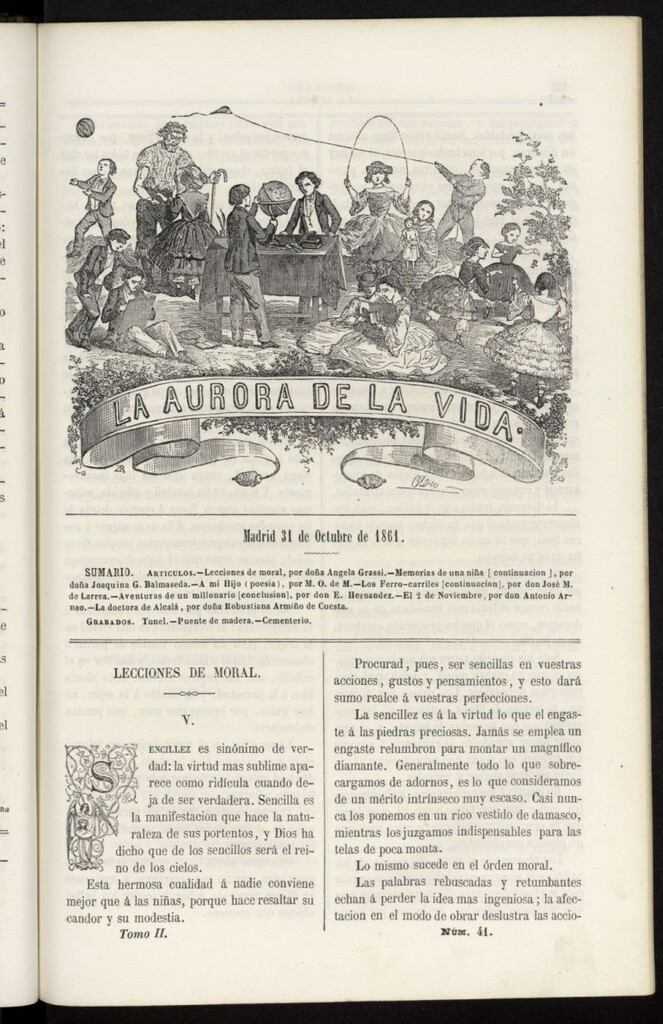 LA AURORA DE LA VIDA.
Madrid 31 de Octubre de 1861.
SUMARIO. ARTICULOS.—Lecciones de moral, por doña Angela Grassi.—Memorias de una niña [ continuacion ], por
doña Joaquina G. Balmaseda.—A mi Hijo (poesia), por M. O. de M.—Los Ferro-carriles [continuacion], por don José M.
de Larrea.—Aventuras de un millonario [conclusion], por don E. Hernandez.—El 2 de Noviembre, por don Antonio Ar-
nao.—La doctora de Alcalá, por doña Robustiana Armiño de Cuesta.
GRABADOS. Tunel.—Puente de madera.—Cementerio.
LECCIONES DE MORAL.
V.
SENCILLEZ es sinónimo de ver-
dad: la virtud mas sublime apa-
rece como ridícula cuando de-
ja de ser verdadera. Sencilla es
la manifestacion que hace la natu-
raleza de sus portentos, y Dios ha
dicho que de los sencillos será el rei-
no de los cielos.
Esta hermosa cualidad á nadie conviene
mejor que á las niñas, porque hace resaltar su
candor y su modestia.
Tomo II.
Procurad, pues, ser sencillas en vuestras
acciones, gustos y pensamientos, y esto dará
sumo realce á vuestras perfecciones.
La sencillez es á la virtud lo que el engas-
te á las piedras preciosas. Jamás se emplea un
engaste relumbron para montar un magnífico
diamante. Generalmente todo lo que sobre-
cargamos de adornos, es lo que consideramos
de un mérito intrínseco muy escaso. Casi nun-
ca los ponemos en un rico vestido de damasco,
mientras los juzgamos indispensables para las
telas de poca monta.
Lo mismo sucede en el órden moral.
Las palabras rebuscadas y retumbantes
echan á perder la idea mas ingeniosa; la afec-
tacion en el modo de obrar deslustra las accio-
NÚM. 41.